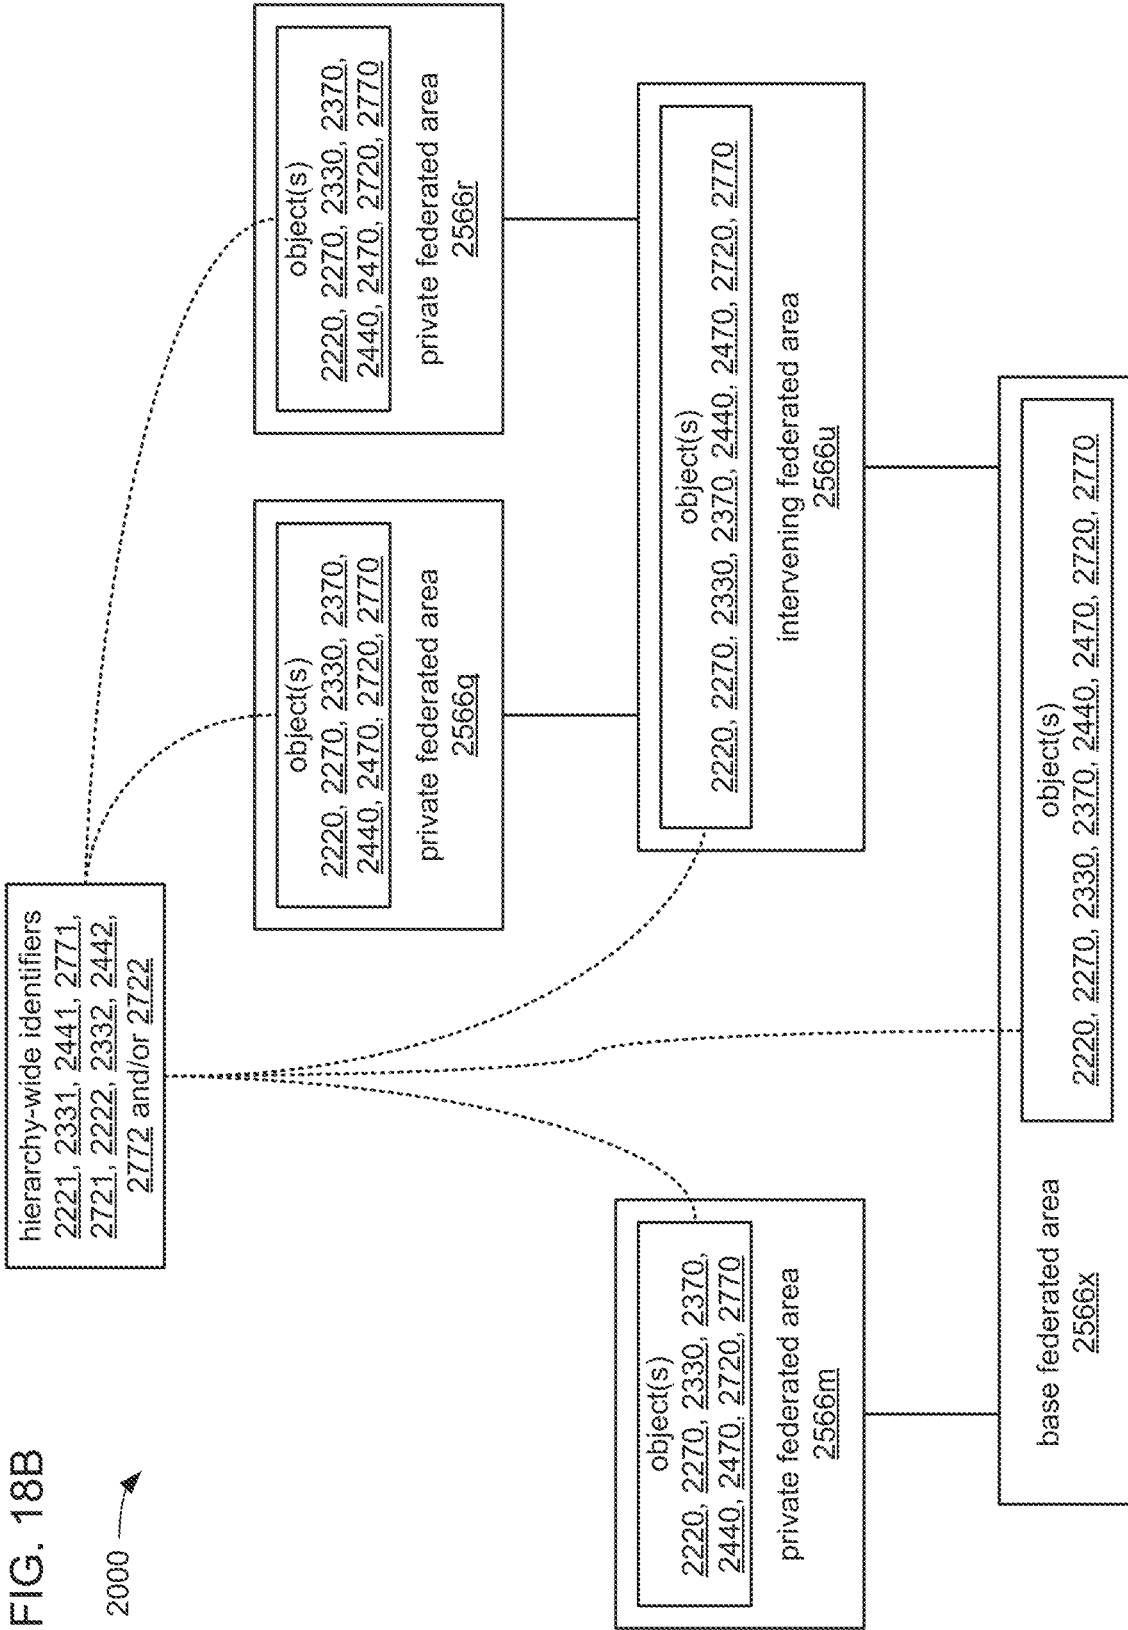 FIG. 18B
2000
hierarchy-wide identifiers
2221, 2331, 2441, 2771,
2721, 2222, 2332, 2442,
2772 and/or 2722
object(s)
2220, 2270, 2330, 2370,
2440, 2470, 2720, 2770
private federated area
2566q
object(s)
2220, 2270, 2330, 2370,
2440, 2470, 2720, 2770
private federated area
2566r
object(s)
2220, 2270, 2330, 2370,
2440, 2470, 2720, 2770
private federated area
2566m
object(s)
2220, 2270, 2330, 2370, 2440, 2470, 2720, 2770
intervening federated area
2566u
base federated area
2566x
object(s)
2220, 2270, 2330, 2370, 2440, 2470, 2720, 2770